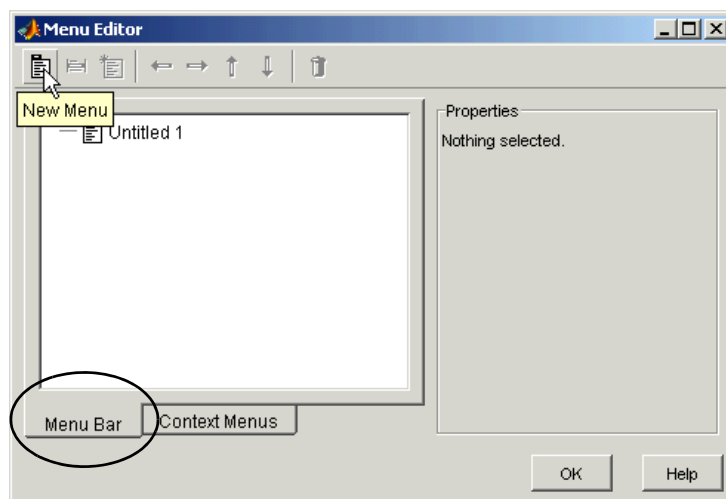 Menu Editor
New Menu
Untitled 1
Properties
Nothing selected.
Menu Bar
Context Menus
OK
Help